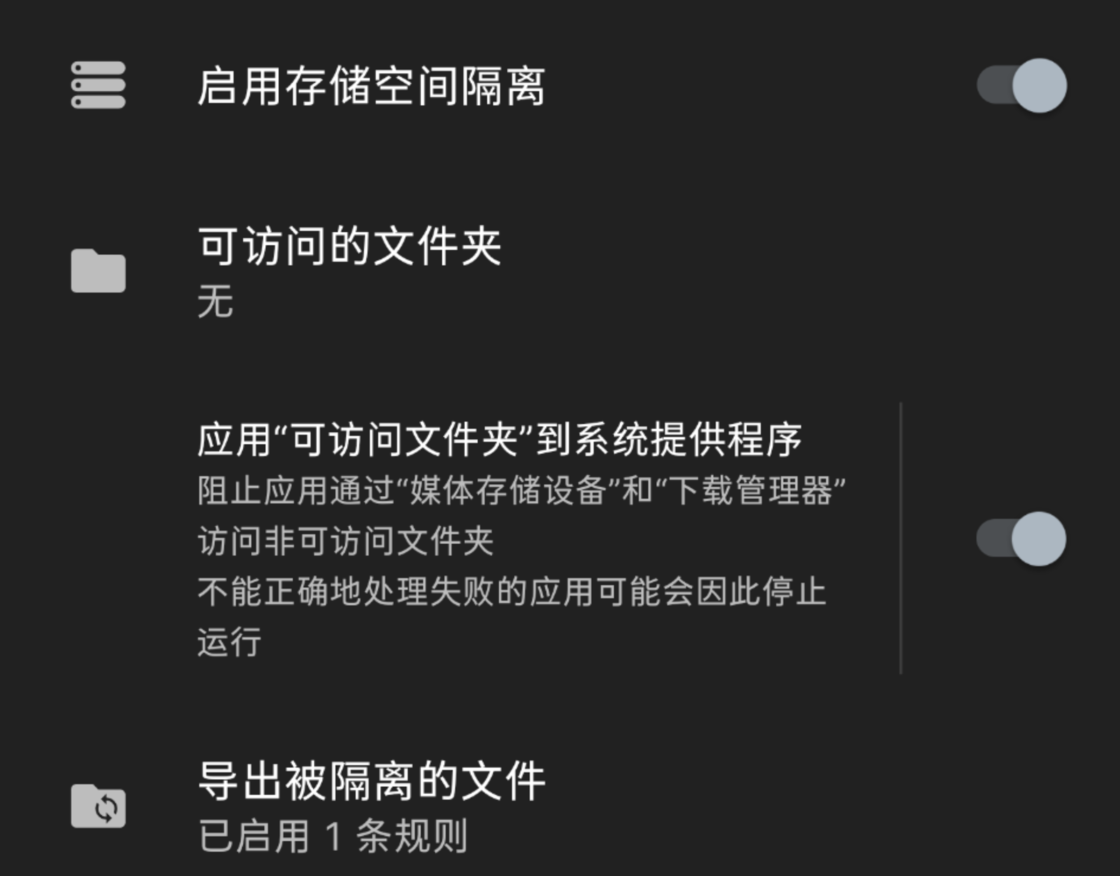 启用存储空间隔离
可访问的文件夹
无
应用“可访问文件夹”到系统提供程序
阻止应用通过“媒体存储设备”和“下载管理器”
访问非可访问文件夹
不能正确地处理失败的应用可能会因此停止
运行
导出被隔离的文件
已启用 1 条规则